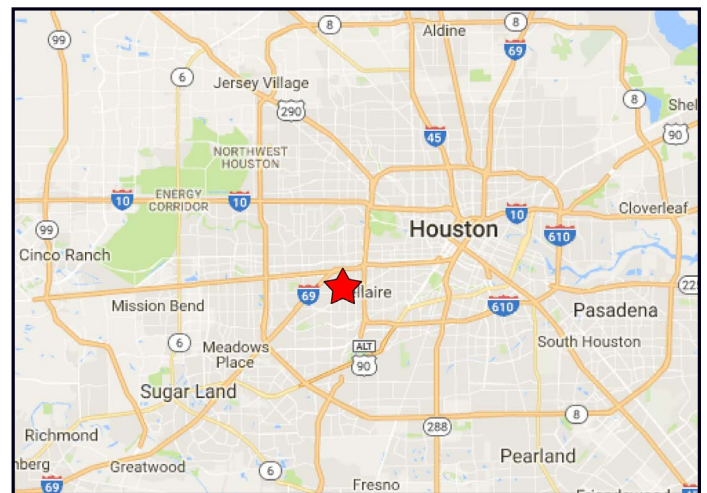 8
8
99
Aldine
69
6
Jersey Village
8
Shel
290
45
90
NORTHWEST
HOUSTON
10
ENERGY
CORRIDOR
10
10
Cloverleaf
99
Houston
610
Cinco Ranch
69
ellaire
225
Mission Bend
610
Pasadena
6
Meadows
Place
ALT
90
South Houston
Sugar Land
8
288
Richmond
Pearland
nberg
Greatwood
6
69
Fresno